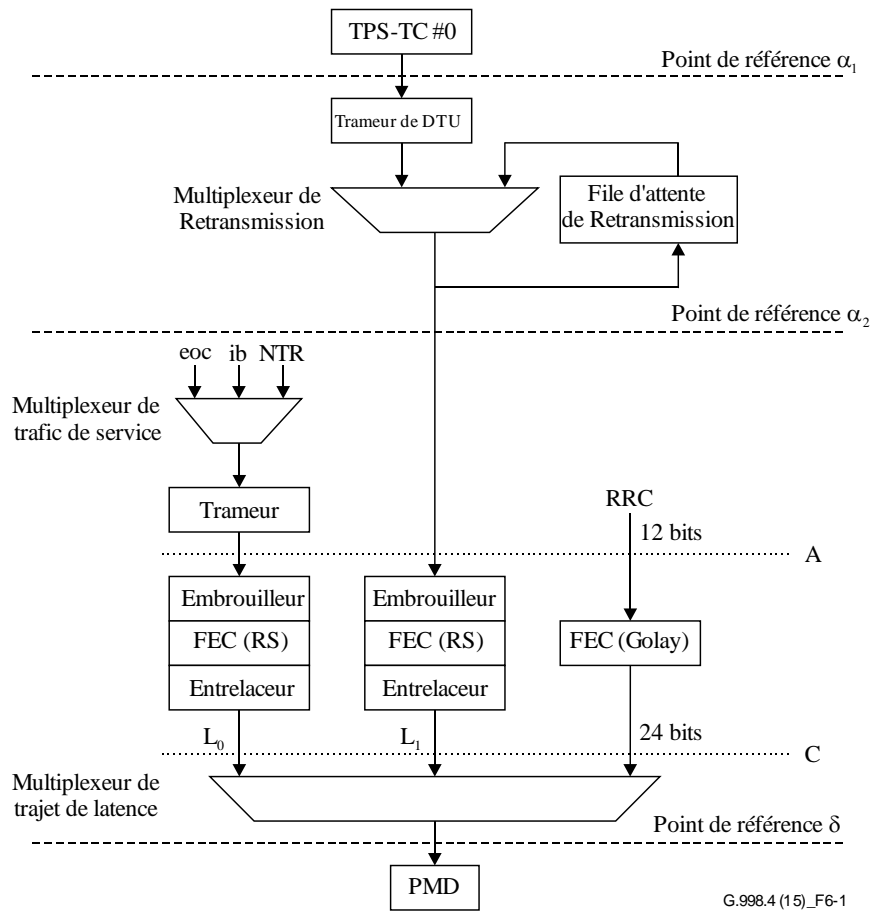 TPS-TC #0
Point de référence α₁
Trameur de DTU
Multiplexeur de
Retransmission
File d'attente
de Retransmission
Point de référence α₂
eoc ib NTR
Multiplexeur de
trafic de service
Trameur
RRC
12 bits
A
Embrouilleur
FEC (RS)
Entrelaceur
Embrouilleur
FEC (RS)
Entrelaceur
FEC (Golay)
L₀
L₁
24 bits
C
Multiplexeur de
trajet de latence
Point de référence δ
PMD
G.998.4 (15)_F6-1